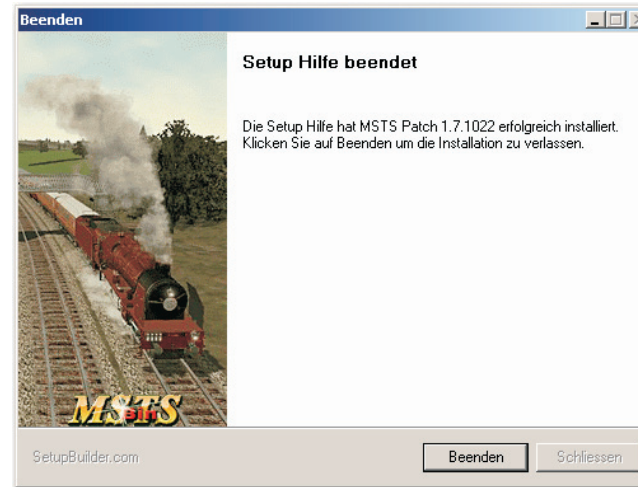 Beenden
Setup Hilfe beendet
Die Setup Hilfe hat MSTS Patch 1.7.1022 erfolgreich installiert.
Klicken Sie auf Beenden um die Installation zu verlassen.
MSTS
Bin
SetupBuilder.com
Beenden
Schliessen